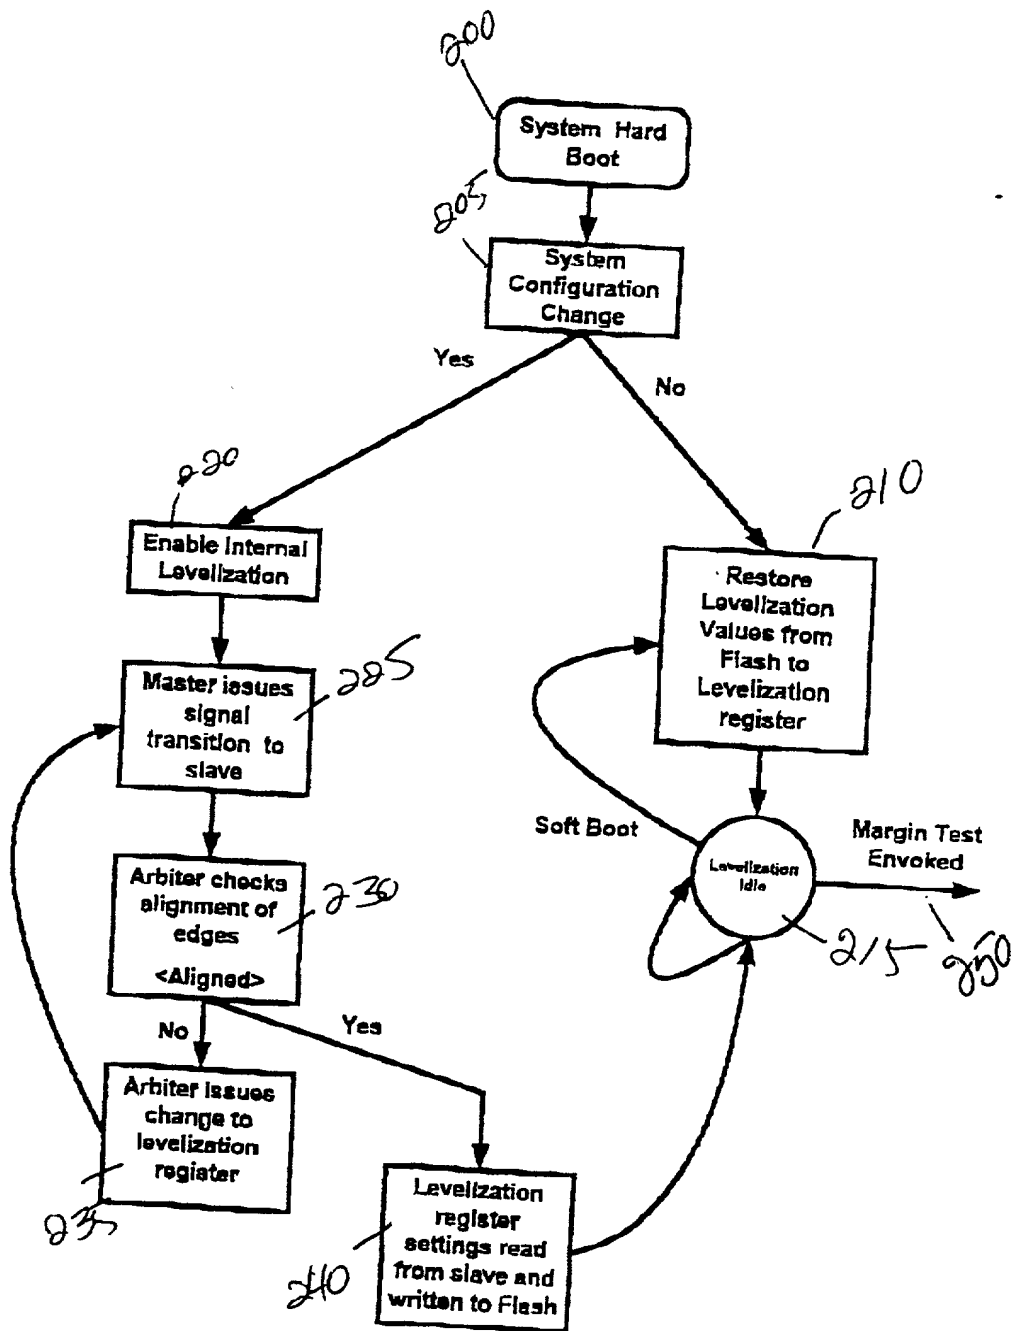 200
System Hard
Boot
205
System
Configuration
Change
Yes
No
220
Enable Internal
Levelization
210
Restore
Levelization
Values from
Flash to
Levelization
register
Master issues
signal
transition to
slave
225
Soft Boot
Levelization
Idle
Margin Test
Envoked
215
250
Arbiter checks
alignment of
edges
<Aligned>
230
No
Yes
Arbiter issues
change to
levelization
register
235
Levelization
register
settings read
from slave and
written to Flash
240